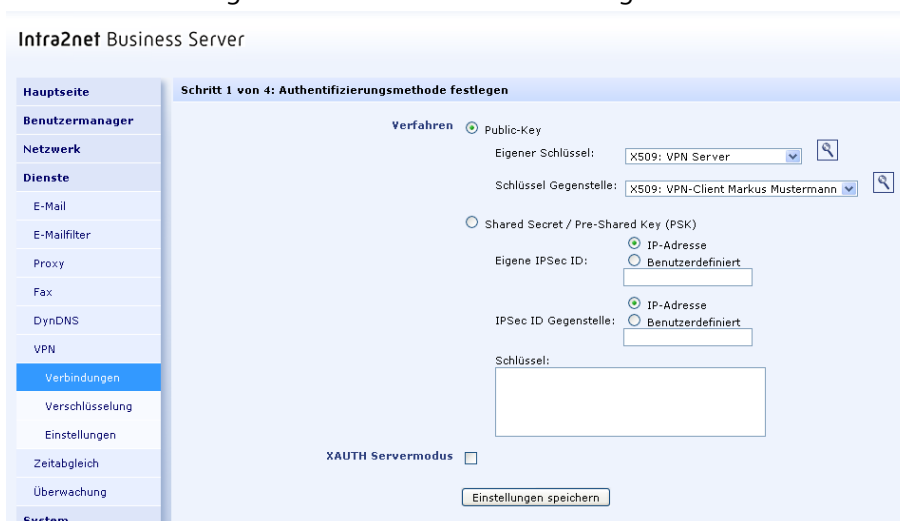 Intra2net Business Server
Hauptseite
Benutzermanager
Netzwerk
Dienste
E-Mail
E-Mailfilter
Proxy
Fax
DynDNS
VPN
Verbindungen
Verschlüsselung
Einstellungen
Zeitabgleich
Überwachung
System
Schritt 1 von 4: Authentifizierungsmethode festlegen
Verfahren Public-Key
Eigener Schlüssel: X509: VPN Server
Schlüssel Gegenstelle: X509: VPN-Client Markus Mustermann
Shared Secret / Pre-Shared Key (PSK)
IP-Adresse
Eigene IPSec ID: Benutzerdefiniert
IP-Adresse
IPSec ID Gegenstelle: Benutzerdefiniert
Schlüssel:
XAUTH Servermodus
Einstellungen speichern